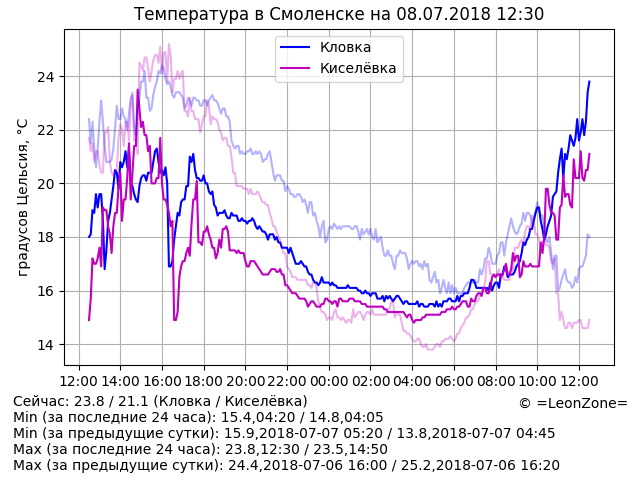 Температура в Смоленске на 08.07.2018 12:30
Кловка
Киселёвка
градусов Цельсия, °C
24
22
20
18
16
14
12:00 14:00 16:00 18:00 20:00 22:00 00:00 02:00 04:00 06:00 08:00 10:00 12:00
Сейчас: 23.8 / 21.1 (Кловка / Киселёвка)
© =LeonZone=
Min (за последние 24 часа): 15.4,04:20 / 14.8,04:05
Min (за предыдущие сутки): 15.9,2018-07-07 05:20 / 13.8,2018-07-07 04:45
Max (за последние 24 часа): 23.8,12:30 / 23.5,14:50
Max (за предыдущие сутки): 24.4,2018-07-06 16:00 / 25.2,2018-07-06 16:20